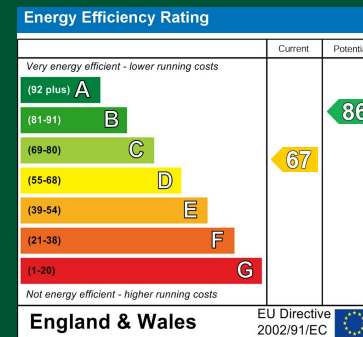 Energy Efficiency Rating
Current Potenti
Very energy efficient - lower running costs
(92 plus) A
(81-91) B
86
(69-80) C
67
(55-68) D
(39-54) E
(21-38) F
(1-20) G
Not energy efficient - higher running costs
England & Wales
EU Directive
2002/91/EC